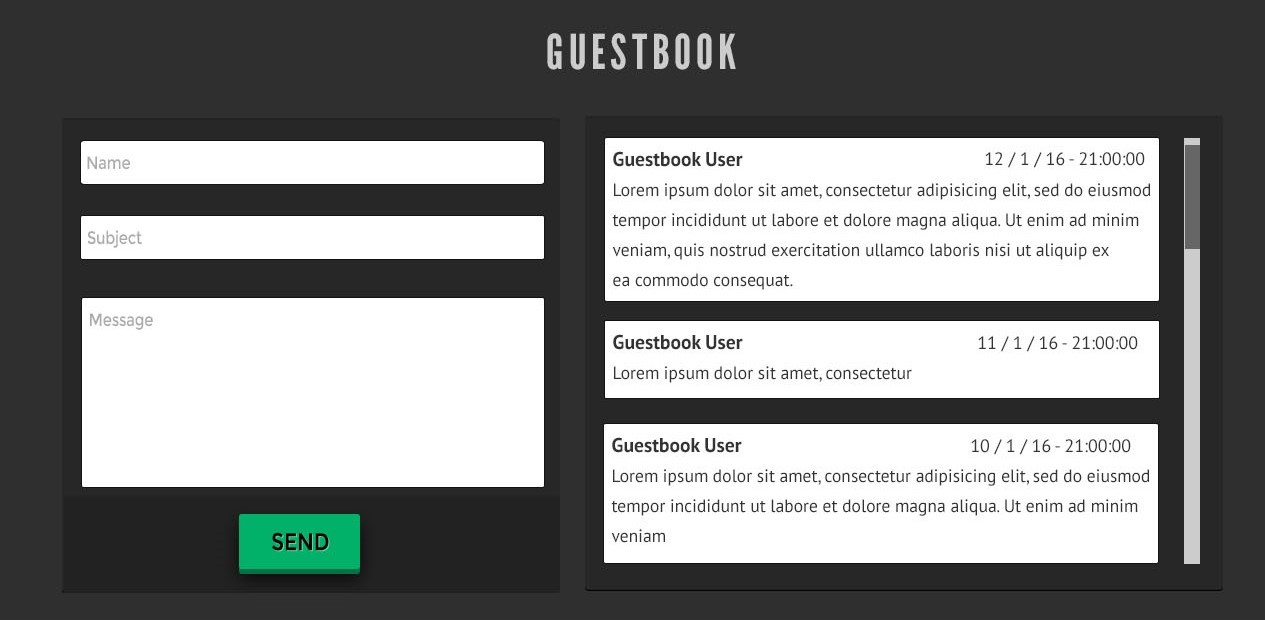 GUESTBOOK
Name
Subject
Message
SEND
Guestbook User 12 / 1 / 16 - 21:00:00
Lorem ipsum dolor sit amet, consectetur adipisicing elit, sed do eiusmod
tempor incididunt ut labore et dolore magna aliqua. Ut enim ad minim
veniam, quis nostrud exercitation ullamco laboris nisi ut aliquip ex
ea commodo consequat.
Guestbook User 11 / 1 / 16 - 21:00:00
Lorem ipsum dolor sit amet, consectetur
Guestbook User 10 / 1 / 16 - 21:00:00
Lorem ipsum dolor sit amet, consectetur adipisicing elit, sed do eiusmod
tempor incididunt ut labore et dolore magna aliqua. Ut enim ad minim
veniam